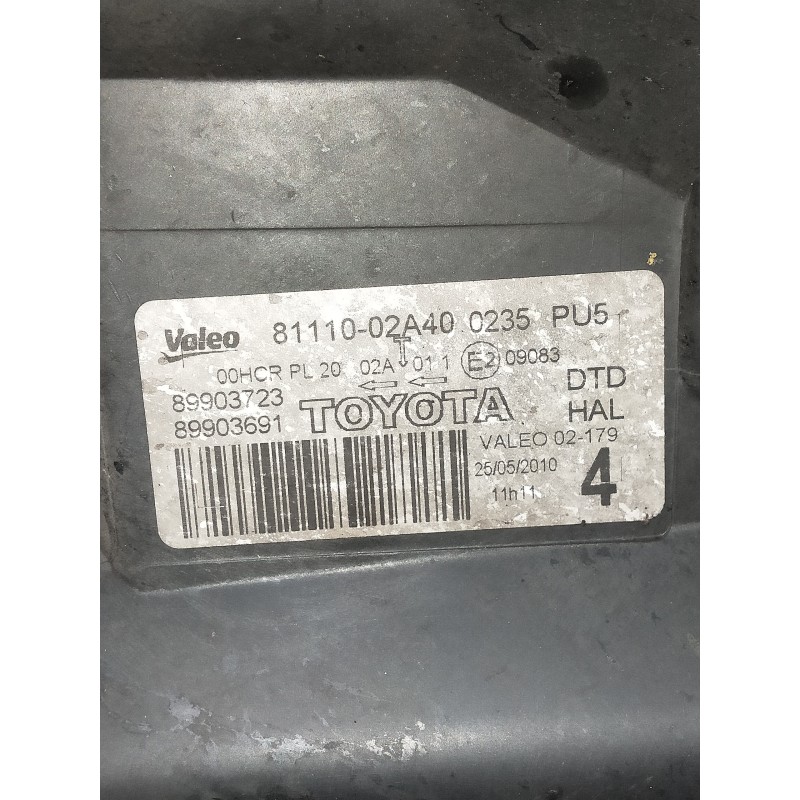 Valeo 81110-02A40 0235 PU5
00HCR PL 20 02A 01 1 E2 09083
89903723 TOYOTA DTD
89903691 HAL
VALEO 02-179
25/05/2010 4
11h11